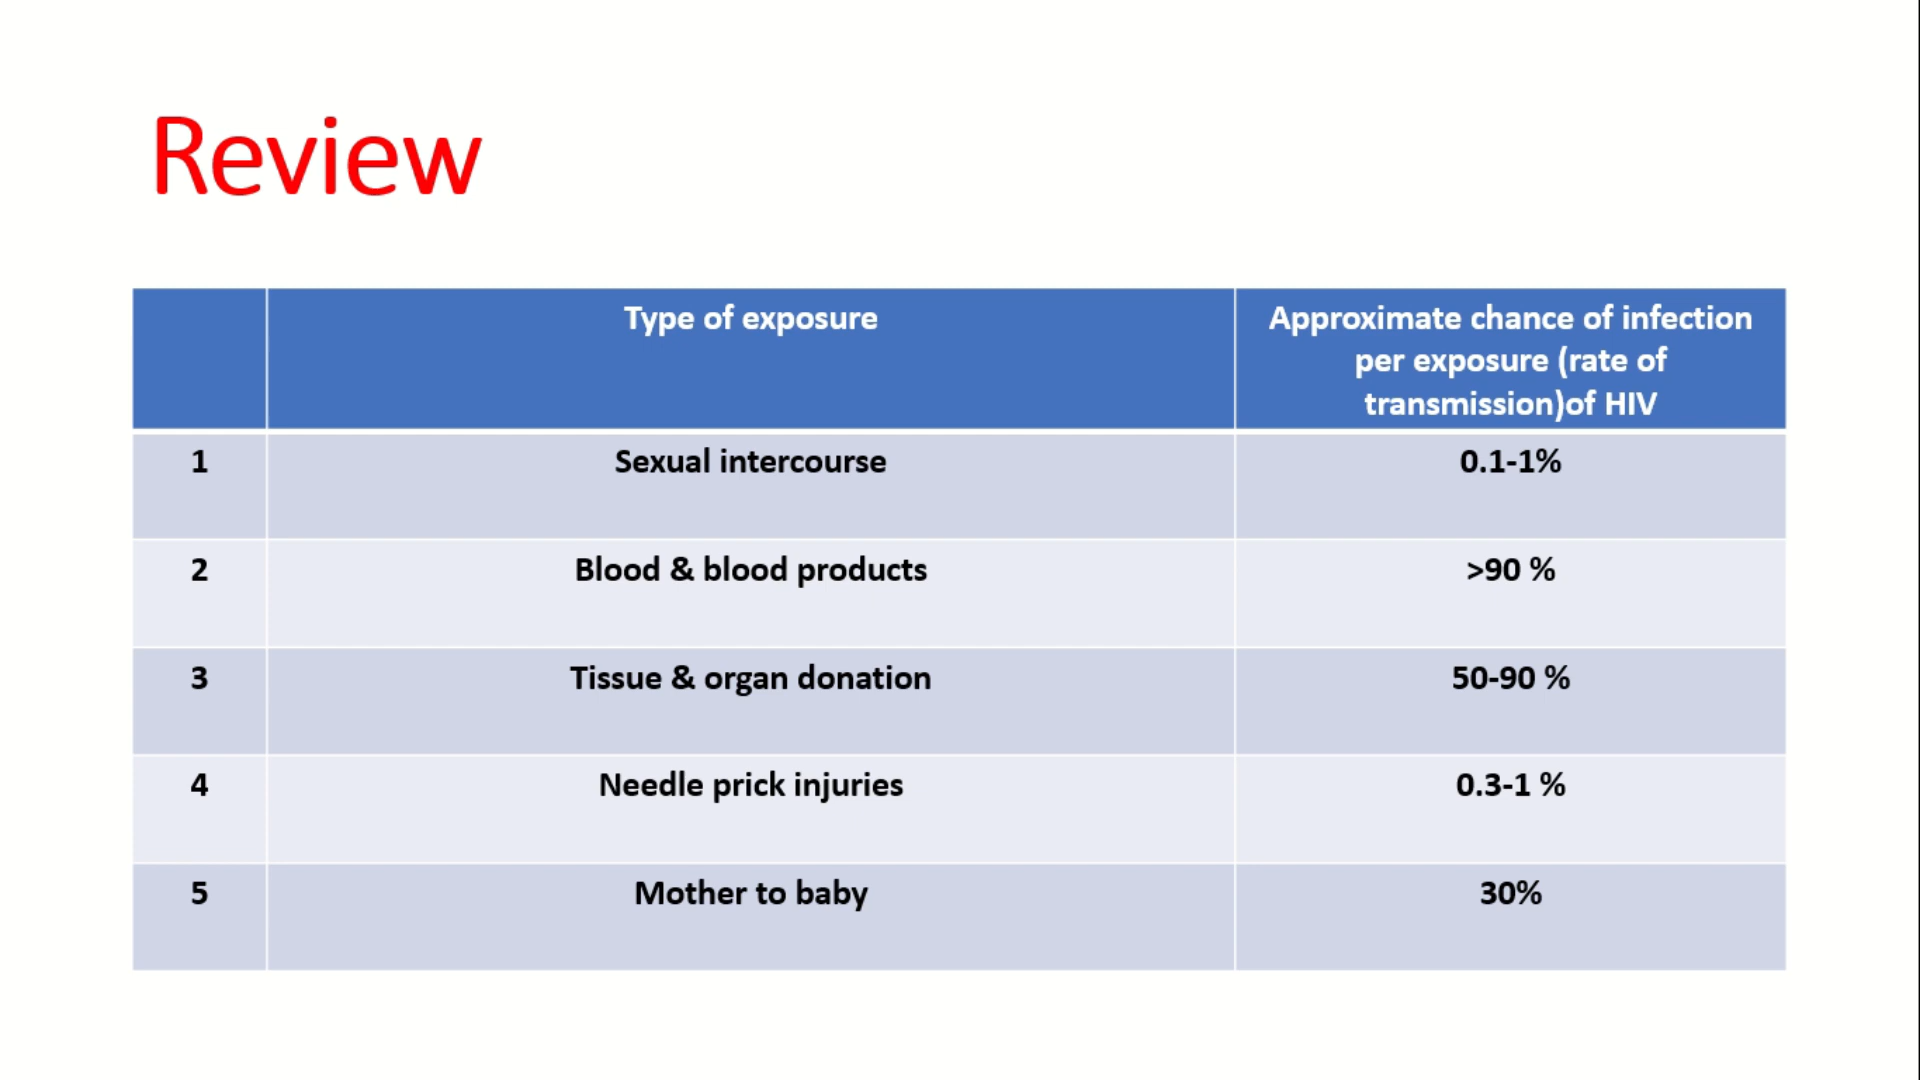 Review
Type of exposure
Approximate chance of infection
per exposure (rate of
transmission)of HIV
1 Sexual intercourse 0.1-1%
2 Blood & blood products >90 %
3 Tissue & organ donation 50-90 %
4 Needle prick injuries 0.3-1 %
5 Mother to baby 30%